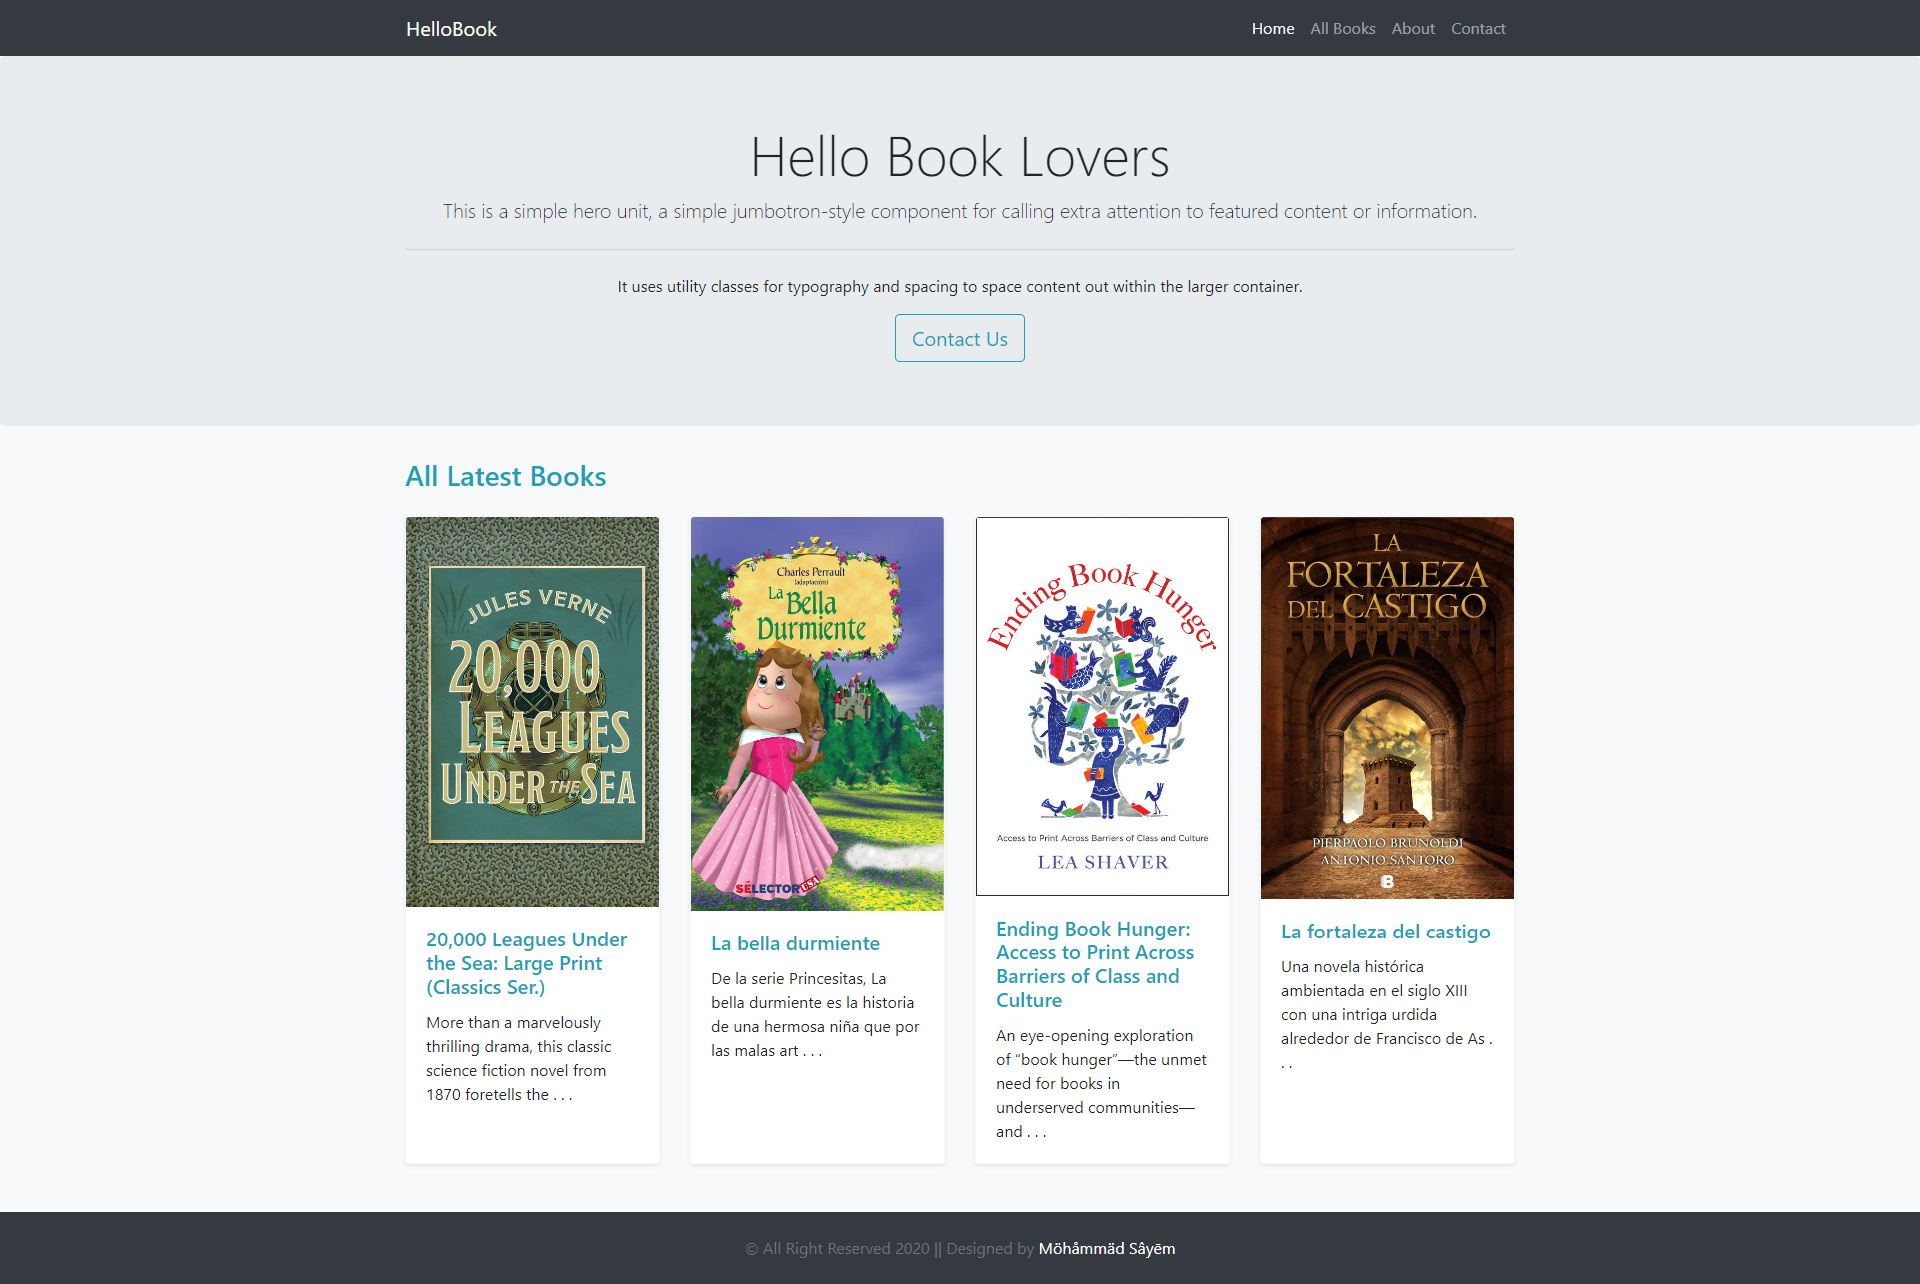 HelloBook
Home All Books About Contact
Hello Book Lovers
This is a simple hero unit, a simple jumbotron-style component for calling extra attention to featured content or information.
It uses utility classes for typography and spacing to space content out within the larger container.
Contact Us
All Latest Books
JULES VERNE
20,000
LEAGUES
UNDER THE SEA
20,000 Leagues Under
the Sea: Large Print
(Classics Ser.)
More than a marvelously
thrilling drama, this classic
science fiction novel from
1870 foretells the . . .
Charles Perrault
(adaptación)
La Bella
Durmiente
SELECTOR USA
La bella durmiente
De la serie Princesitas, La
bella durmiente es la historia
de una hermosa niña que por
las malas art . . .
Ending Book Hunger
Access to Print Across Barriers of Class and Culture
LEA SHAVER
Ending Book Hunger:
Access to Print Across
Barriers of Class and
Culture
An eye-opening exploration
of “book hunger”—the unmet
need for books in
underserved communities—
and . . .
LA
FORTALEZA
DEL CASTIGO
PIERPAOLO BRUNOLDI
ANTONIO SANTORO
B
La fortaleza del castigo
Una novela histórica
ambientada en el siglo XIII
con una intriga urdida
alrededor de Francisco de As .
. .
© All Right Reserved 2020 || Designed by Möhåmmäd Sâyēm